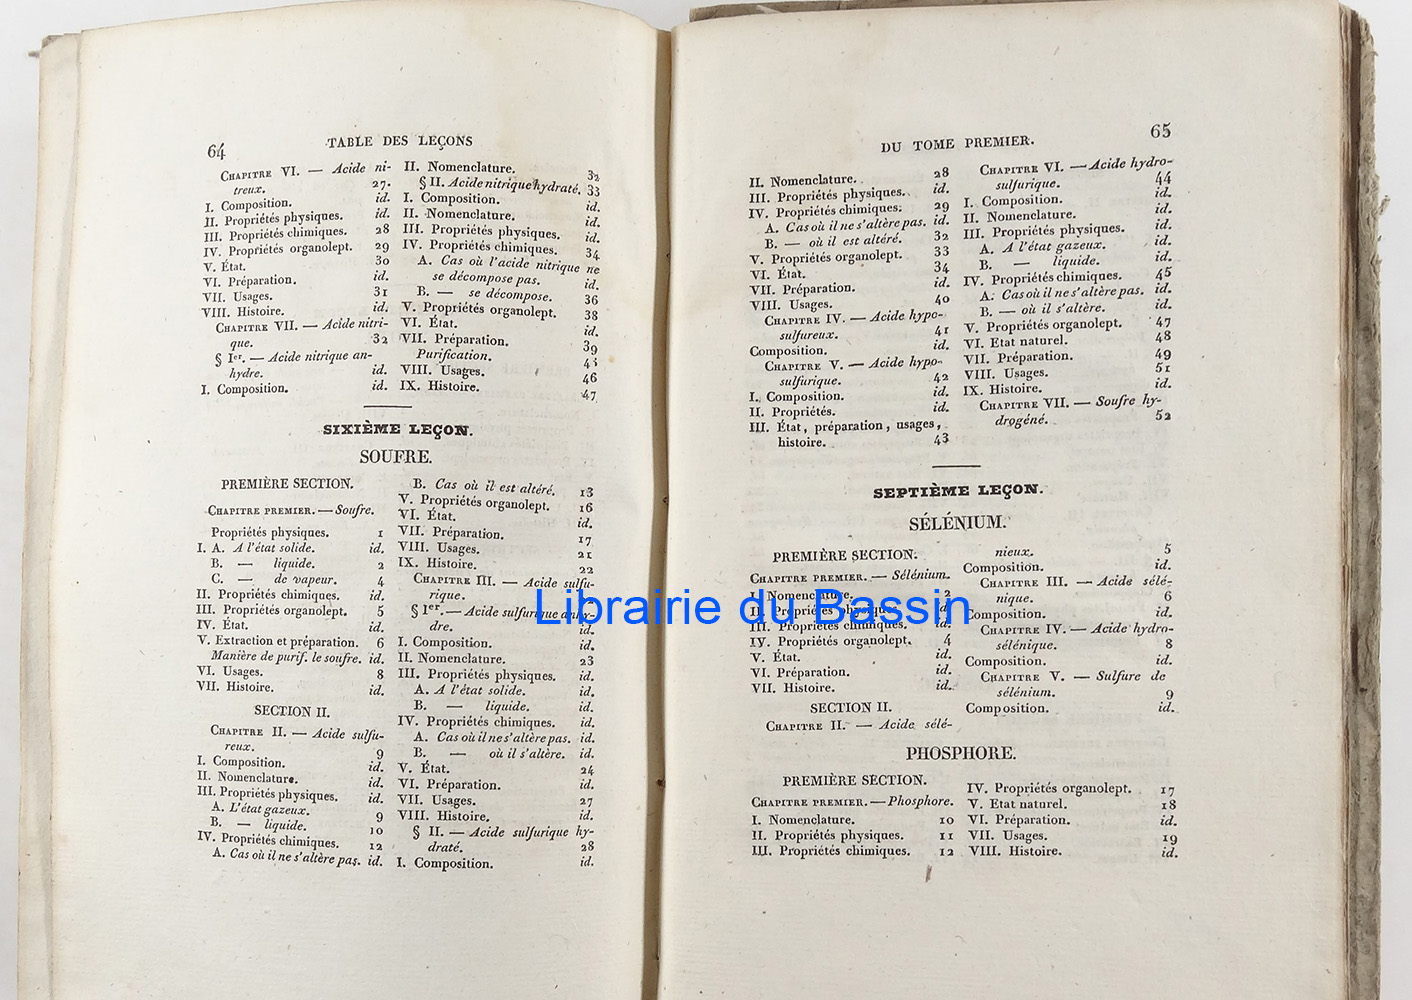 64
TABLE DES LEÇONS
CHAPITRE VI. — Acide ni-
treux. 27.
I. Composition. id.
II. Propriétés physiques. id.
III. Propriétés chimiques. 28
IV. Propriétés organolept. 29
V. État. 30
VI. Préparation. id.
VII. Usages. 31
VIII. Histoire. id.
CHAPITRE VII. — Acide nitri-
que. 32
§ Ier. — Acide nitrique an-
hydre. id.
I. Composition. id.
II. Nomenclature. 32
§ II. Acide nitrique hydraté. 33
I. Composition. id.
II. Nomenclature. id.
III. Propriétés physiques. id.
IV. Propriétés chimiques. 34
A. Cas où l'acide nitrique ne
se décompose pas. id.
B. — se décompose. 36
V. Propriétés organolept. 38
VI. État. id.
VII. Préparation. 39
Purification.
VIII. Usages. 46
IX. Histoire. 47
SIXIÈME LEÇON.
SOUFRE.
PREMIÈRE SECTION.
CHAPITRE PREMIER. — Soufre.
Propriétés physiques. 1
I. A. A l'état solide. id.
B. — liquide. 2
C. — de vapeur. 4
II. Propriétés chimiques. id.
III. Propriétés organolept. 5
IV. État. id.
V. Extraction et préparation. 6
Manière de purif. le soufre. id.
VI. Usages. 8
VII. Histoire. id.
SECTION II.
CHAPITRE II. — Acide sulfu-
reux. 9
I. Composition. id.
II. Nomenclature. id.
III. Propriétés physiques. id.
A. L'état gazeux. 9
B. — liquide. 10
IV. Propriétés chimiques. 12
A. Cas où il ne s'altère pas. id.
B. Cas où il est altéré. 13
V. Propriétés organolept. 16
VI. État. id.
VII. Préparation. 17
VIII. Usages. 21
IX. Histoire. 22
CHAPITRE III. — Acide sulfu-
rique. id.
§ 1er. — Acide sulfurique anhy-
dre. id.
I. Composition. id.
II. Nomenclature. 23
III. Propriétés physiques. id.
A. A l'état solide. id.
B. — liquide. id.
IV. Propriétés chimiques. id.
A. Cas où il ne s'altère pas. id.
B. — où il s'altère. id.
V. État. 24
VI. Préparation. id.
VII. Usages. 27
VIII. Histoire. id.
§ II. — Acide sulfurique hy-
draté. 28
I. Composition. id.
DU TOME PREMIER.
65
II. Nomenclature. 28
III. Propriétés physiques. id.
IV. Propriétés chimiques. 29
A. Cas où il ne s'altère pas. id.
B. — où il est altéré. 32
V. Propriétés organolept. 33
VI. État. 34
VII. Préparation. id.
VIII. Usages. 40
CHAPITRE IV. — Acide hypo-
sulfureux. 41
Composition. id.
CHAPITRE V. — Acide hypo-
sulfurique. 42
I. Composition. id.
II. Propriétés. id.
III. État, préparation, usages,
histoire. 43
CHAPITRE VI. — Acide hydro-
sulfurique. 44
I. Composition. id.
II. Nomenclature. id.
III. Propriétés physiques. id.
A. A l'état gazeux. id.
B. — liquide. id.
IV. Propriétés chimiques. 45
A. Cas où il ne s'altère pas. id.
B. — où il s'altère. id.
V. Propriétés organolept. 47
VI. Etat naturel. 48
VII. Préparation. 49
VIII. Usages. 51
IX. Histoire. id.
CHAPITRE VII. — Soufre hy-
drogéné. 52
SEPTIÈME LEÇON.
SÉLÉNIUM.
PREMIÈRE SECTION.
CHAPITRE PREMIER. — Sélénium.
I. Nomenclature. 2
II. Propriétés physiques. id.
III. Propriétés chimiques. id.
IV. Propriétés organolept. 4
V. État. id.
VI. Préparation. id.
VII. Histoire. id.
SECTION II.
CHAPITRE II. — Acide sélé-
nieux. 5
Composition. id.
CHAPITRE III. — Acide sélé-
nique. 6
Composition. id.
CHAPITRE IV. — Acide hydro-
sélénique. 8
Composition. id.
CHAPITRE V. — Sulfure de
sélénium. 9
Composition. id.
PHOSPHORE.
PREMIÈRE SECTION.
CHAPITRE PREMIER. — Phosphore.
I. Nomenclature. 10
II. Propriétés physiques. 11
III. Propriétés chimiques. 12
IV. Propriétés organolept. 17
V. Etat naturel. 18
VI. Préparation. id.
VII. Usages. 19
VIII. Histoire. id.
Librairie du Bassin